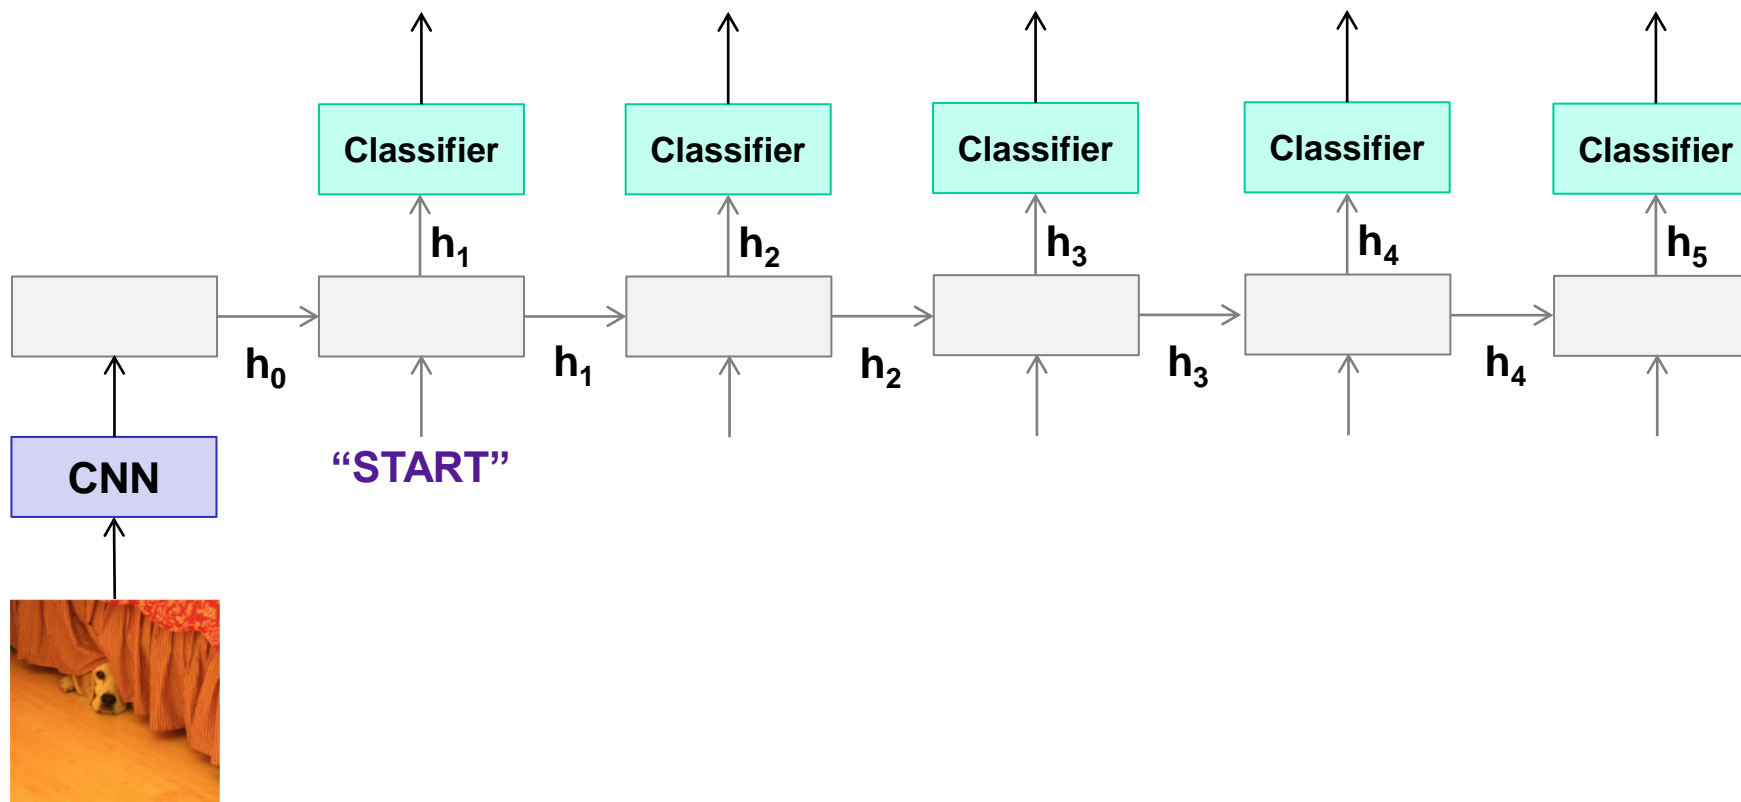 Classifier Classifier Classifier Classifier Classifier
h₁ h₂ h₃ h₄ h₅
h₀ h₁ h₂ h₃ h₄
CNN “START”